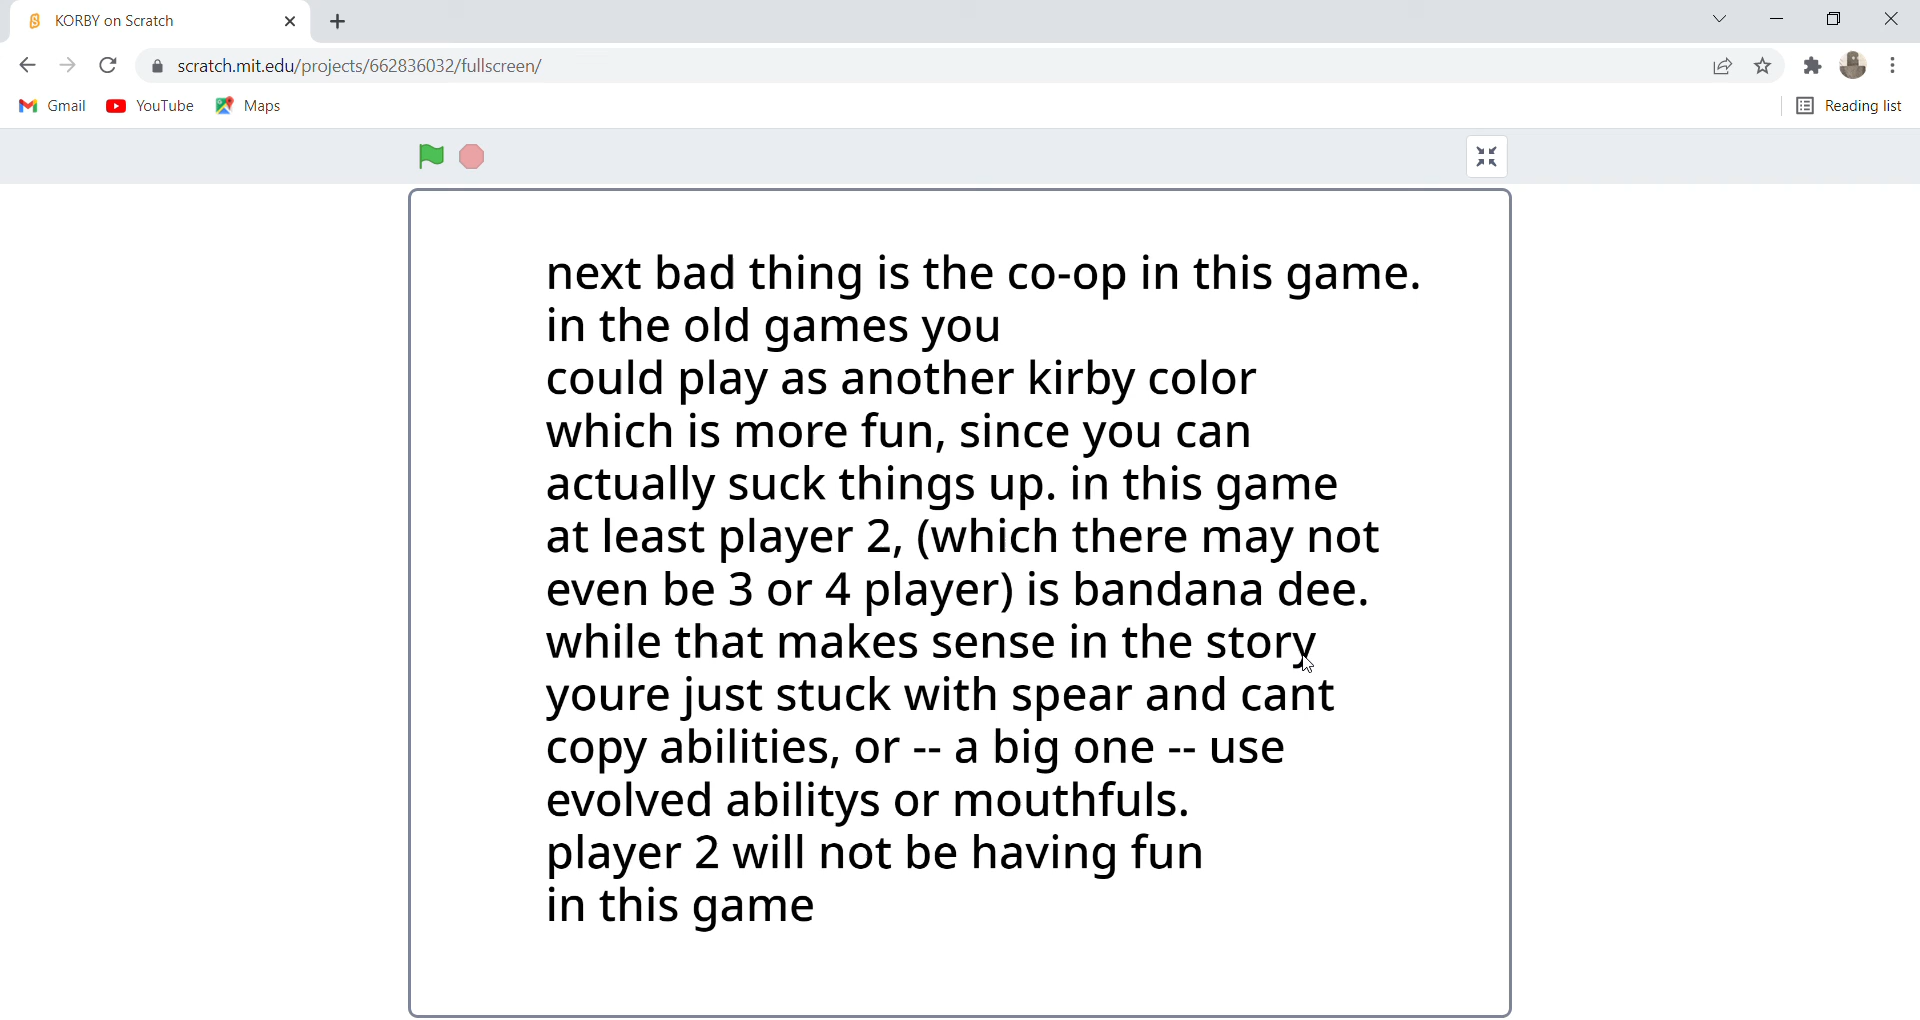 KORBY on Scratch
scratch.mit.edu/projects/662836032/fullscreen/
Gmail YouTube Maps Reading list
next bad thing is the co-op in this game.
in the old games you
could play as another kirby color
which is more fun, since you can
actually suck things up. in this game
at least player 2, (which there may not
even be 3 or 4 player) is bandana dee.
while that makes sense in the story
youre just stuck with spear and cant
copy abilities, or -- a big one -- use
evolved abilitys or mouthfuls.
player 2 will not be having fun
in this game